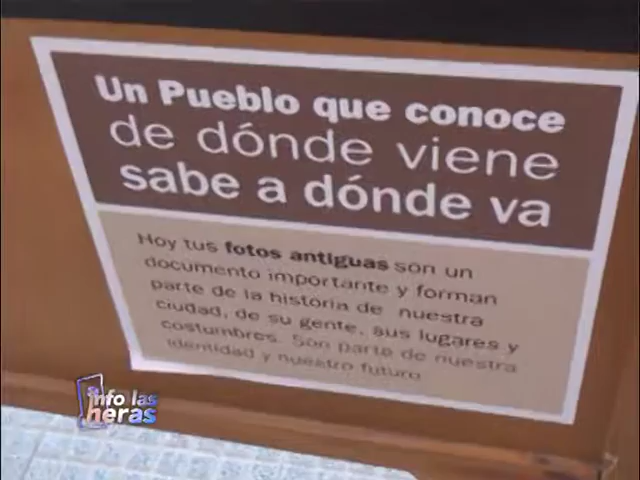 Un Pueblo que conoce
de dónde viene
sabe a dónde va
Hoy tus fotos antiguas son un
documento importante y forman
parte de la historia de nuestra
ciudad, de su gente, sus lugares y
costumbres. Son parte de nuestra
identidad y nuestro futuro
info las
heras